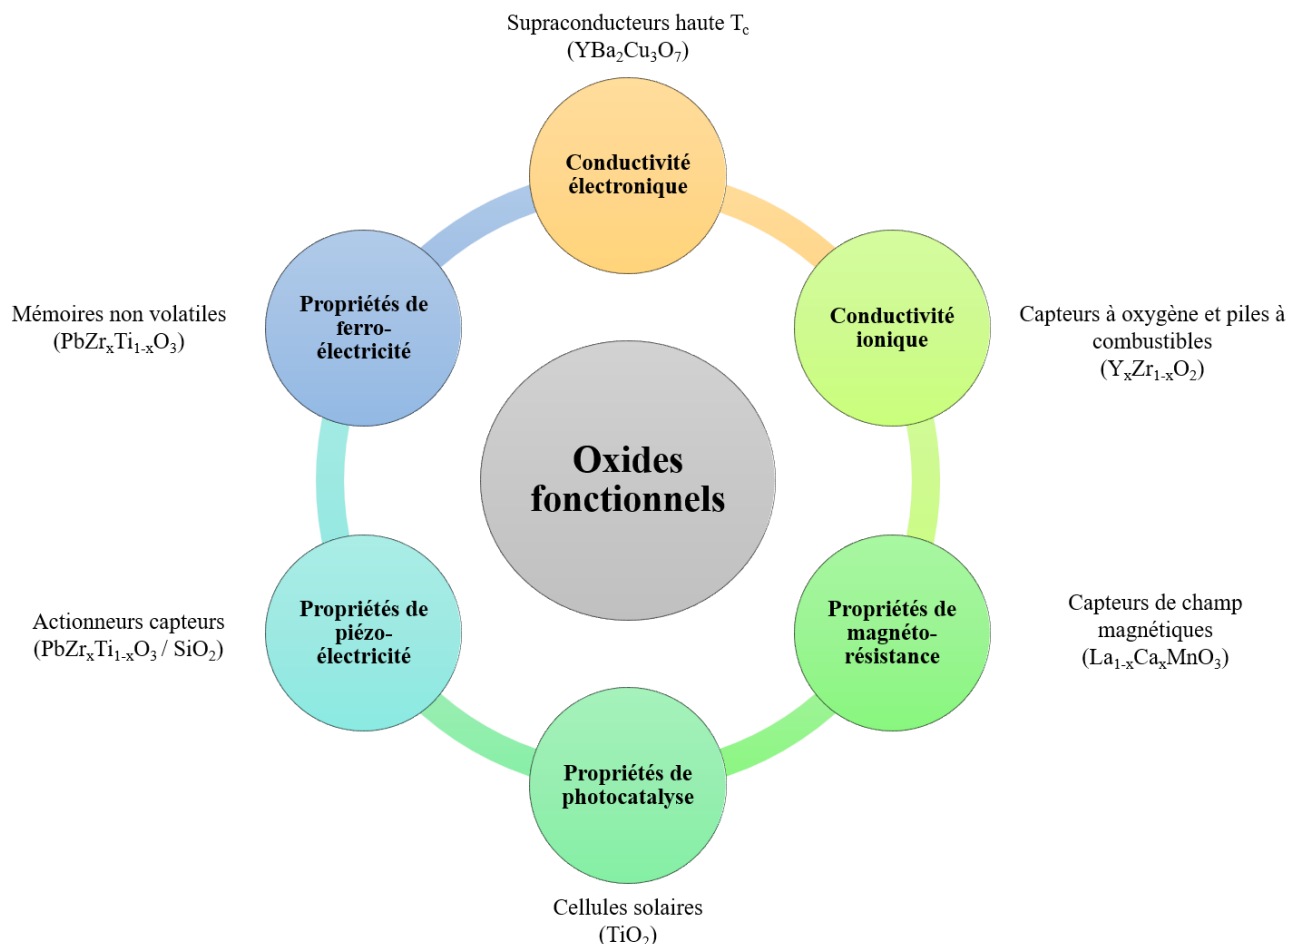 Supraconducteurs haute Tc
(YBa2Cu3O7)
Conductivité
électronique
Propriétés de
ferro-
électricité
Mémoires non volatiles
(PbZrxTi1-xO3)
Conductivité
ionique
Capteurs à oxygène et piles à
combustibles
(YxZr1-xO2)
Oxides
fonctionnels
Propriétés de
piézo-
électricité
Actionneurs capteurs
(PbZrxTi1-xO3 / SiO2)
Propriétés de
magnéto-
résistance
Capteurs de champ
magnétiques
(La1-xCaxMnO3)
Propriétés de
photocatalyse
Cellules solaires
(TiO2)